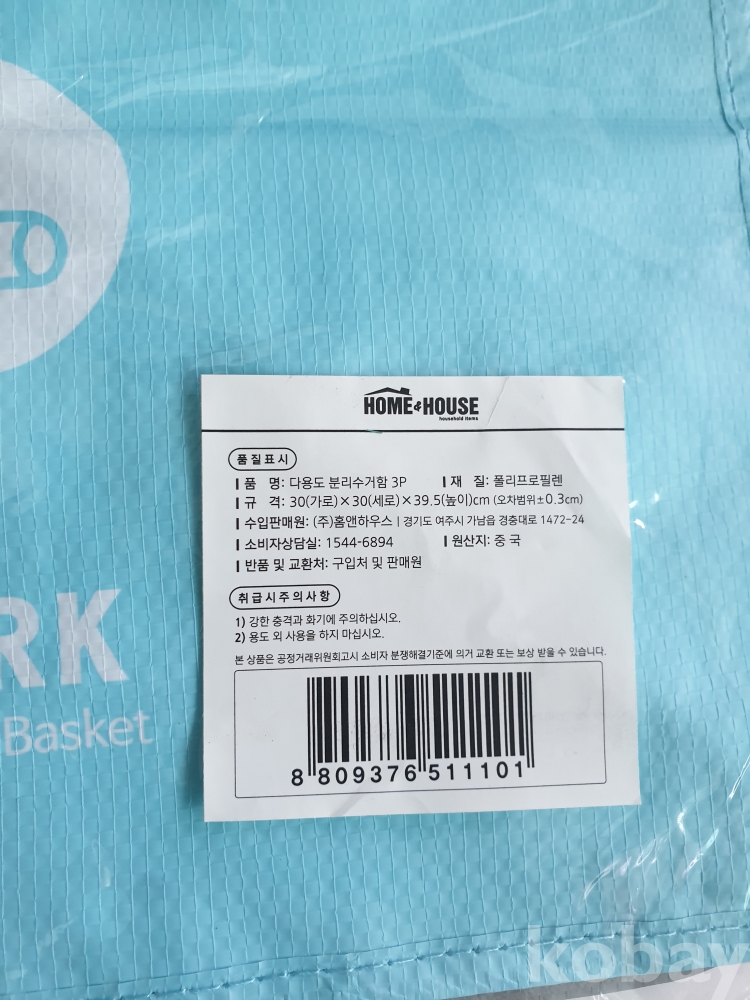 HOME&HOUSE
household items
품질표시
품 명: 다용도 분리수거함 3P 재 질: 폴리프로필렌
규 격: 30(가로)×30(세로)×39.5(높이)cm (오차범위±0.3cm)
수입판매원: (주)홈앤하우스 | 경기도 여주시 가남읍 경충대로 1472-24
소비자상담실: 1544-6894 원산지: 중 국
반품 및 교환처: 구입처 및 판매원
취급시주의사항
1) 강한 충격과 화기에 주의하십시오.
2) 용도 외 사용을 하지 마십시오.
본 상품은 공정거래위원회고시 소비자 분쟁해결기준에 의거 교환 또는 보상 받을 수 있습니다.
RK
Basket
8 809376 511101
kobay